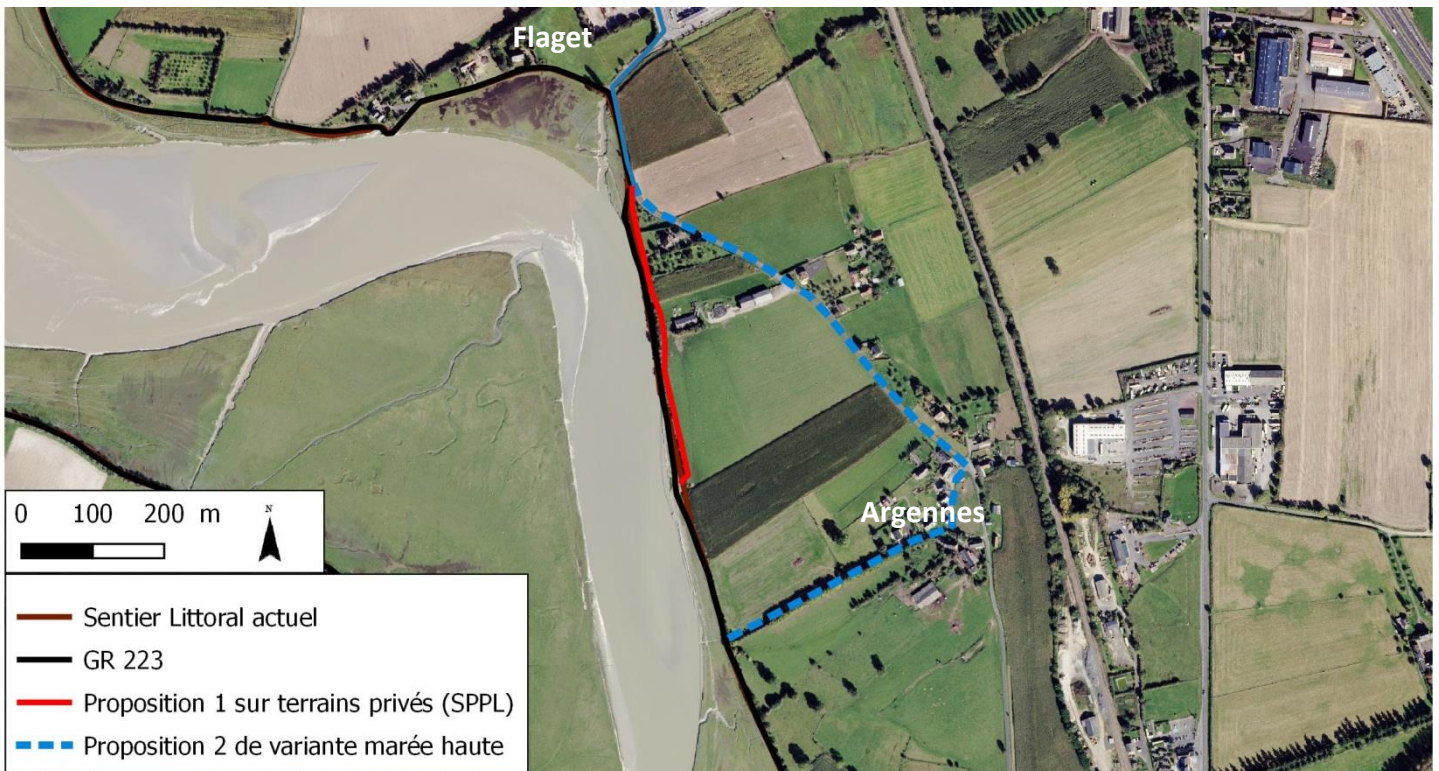 Flaget
Argennes
0 100 200 m
N
Sentier Littoral actuel
GR 223
Proposition 1 sur terrains privés (SPPL)
Proposition 2 de variante marée haute